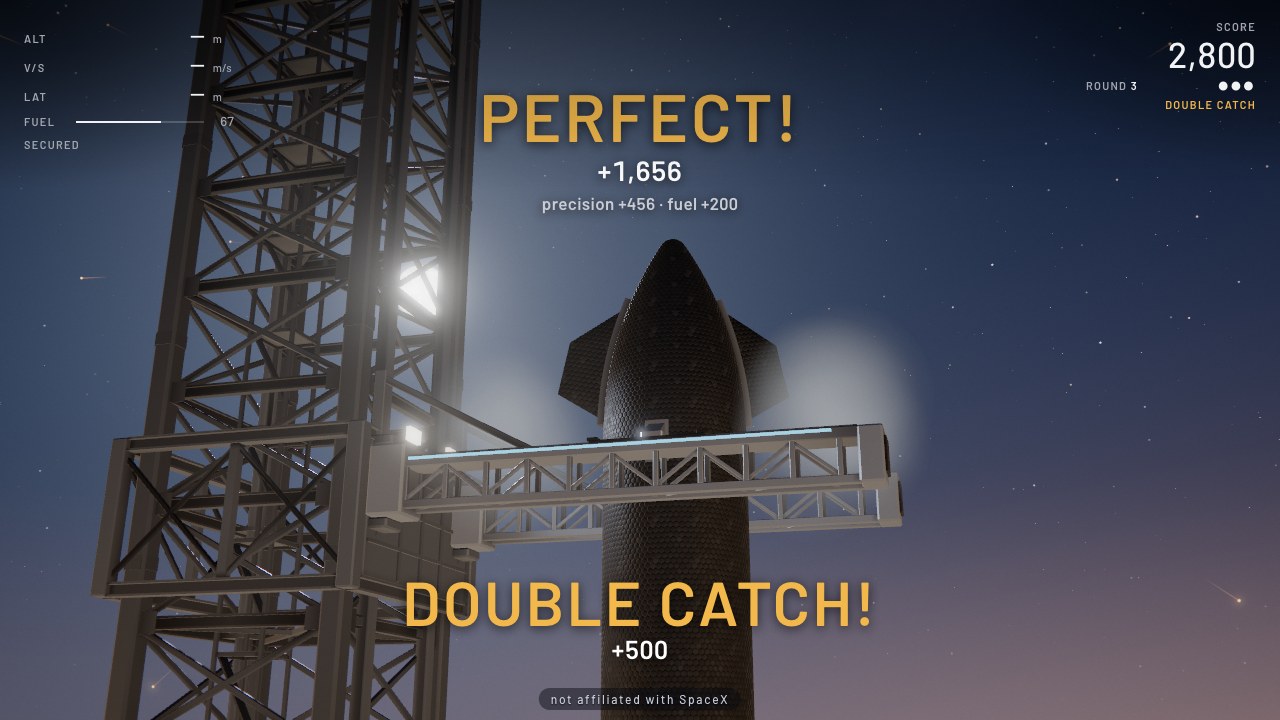 ALT — m
V/S — m/s
LAT — m
FUEL 67
SECURED
SCORE
2,800
ROUND 3
DOUBLE CATCH
PERFECT!
+1,656
precision +456 · fuel +200
DOUBLE CATCH!
+500
not affiliated with SpaceX